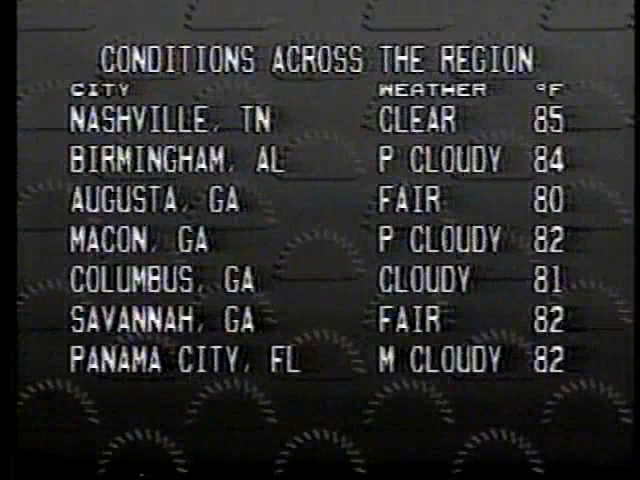 CONDITIONS ACROSS THE REGION
CITY WEATHER °F
NASHVILLE, TN CLEAR 85
BIRMINGHAM, AL P CLOUDY 84
AUGUSTA, GA FAIR 80
MACON, GA P CLOUDY 82
COLUMBUS, GA CLOUDY 81
SAVANNAH, GA FAIR 82
PANAMA CITY, FL M CLOUDY 82